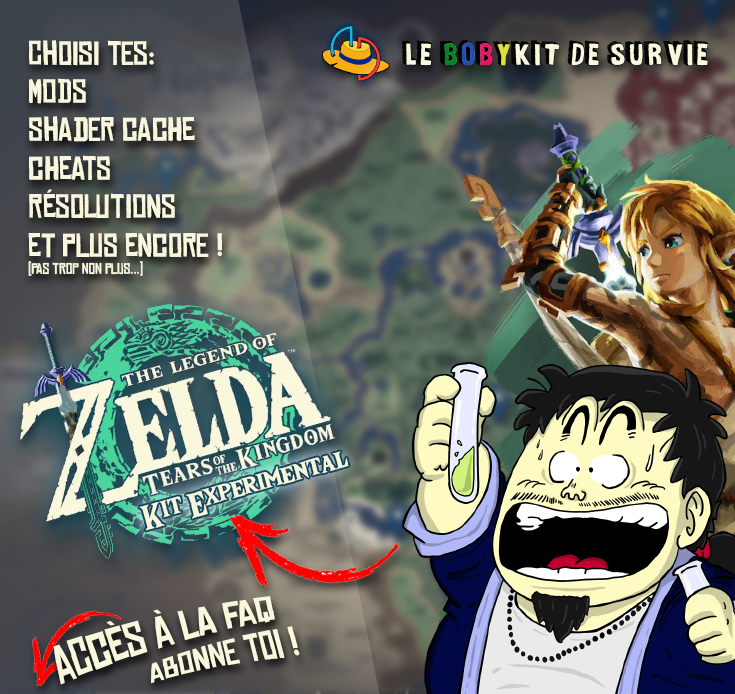 CHOISI TES:
MODS
SHADER CACHE
CHEATS
RÉSOLUTIONS
ET PLUS ENCORE !
(PAS TROP NON PLUS...)
LE BOBYKIT DE SURVIE
THE LEGEND OF
ZELDA
TEARS OF THE KINGDOM
KIT EXPERIMENTAL
ACCÈS À LA FAQ
ABONNE TOI !